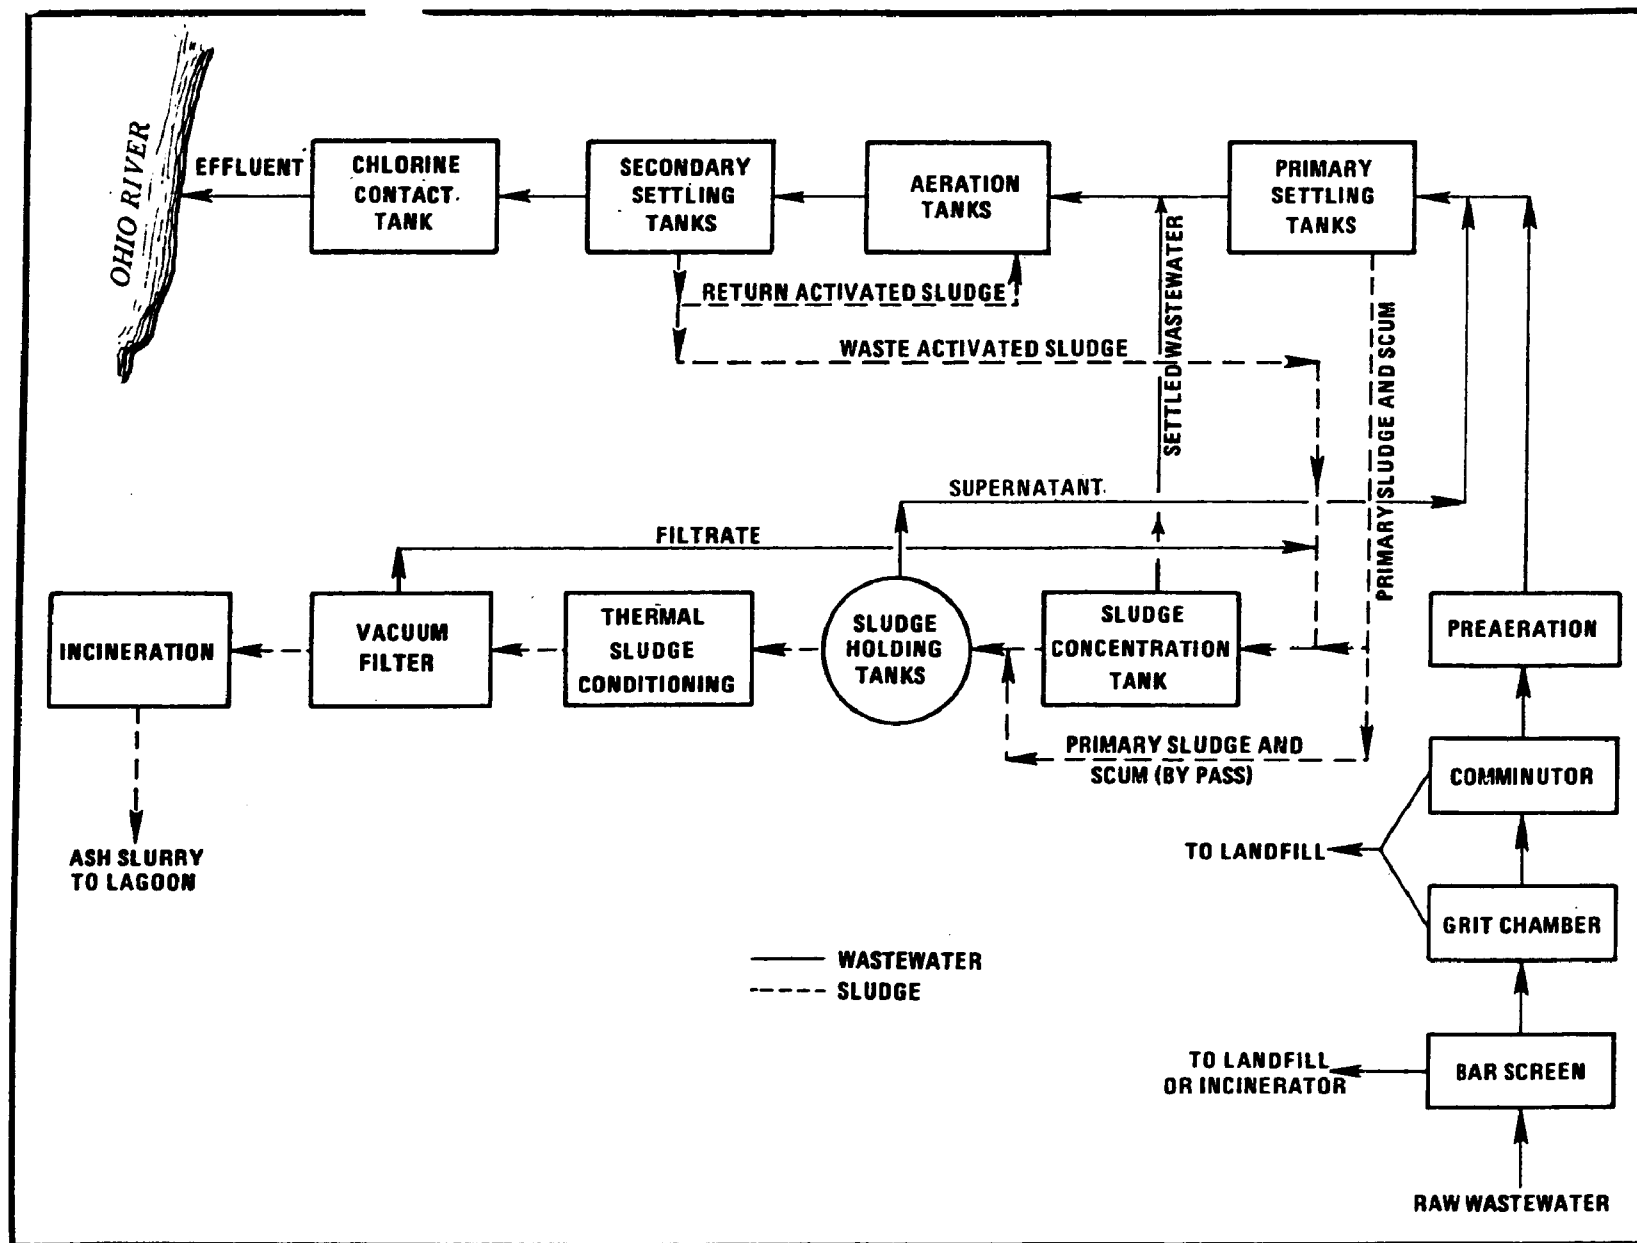 OHIO RIVER
EFFLUENT
CHLORINE
CONTACT
TANK
SECONDARY
SETTLING
TANKS
AERATION
TANKS
PRIMARY
SETTLING
TANKS
RETURN ACTIVATED SLUDGE
WASTE ACTIVATED SLUDGE
SETTLED WASTEWATER
PRIMARY SLUDGE AND SCUM
SUPERNATANT
FILTRATE
INCINERATION
VACUUM
FILTER
THERMAL
SLUDGE
CONDITIONING
SLUDGE
HOLDING
TANKS
SLUDGE
CONCENTRATION
TANK
PREAERATION
PRIMARY SLUDGE AND
SCUM (BY PASS)
COMMINUTOR
ASH SLURRY
TO LAGOON
TO LANDFILL
GRIT CHAMBER
WASTEWATER
SLUDGE
TO LANDFILL
OR INCINERATOR
BAR SCREEN
RAW WASTEWATER